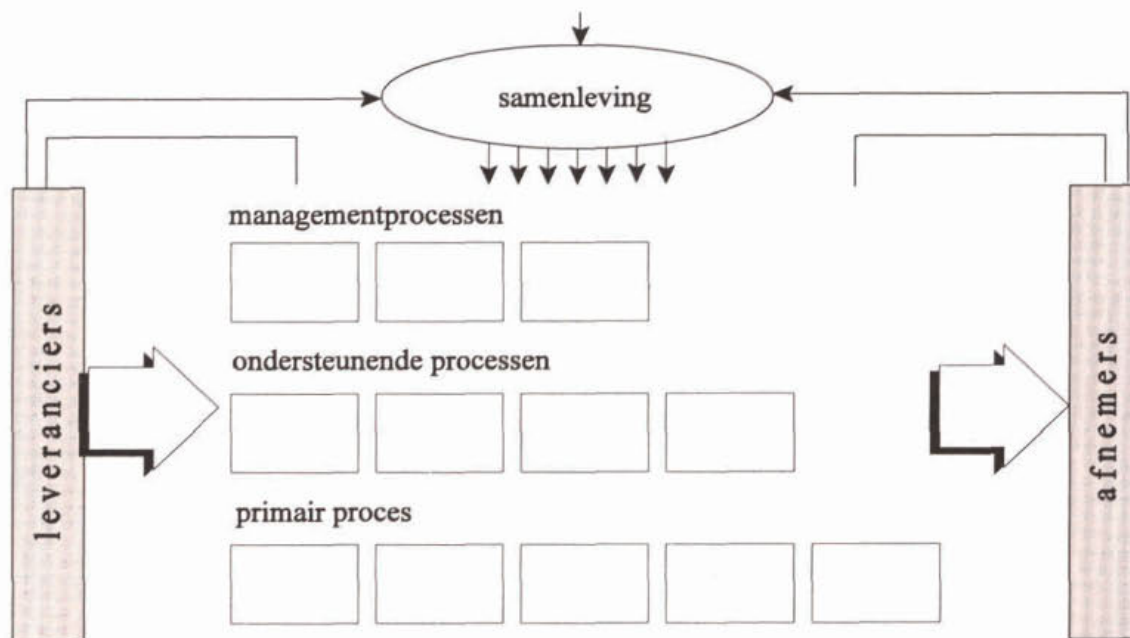 samenleving
managementprocessen
leveranciers
ondersteunende processen
afnemers
primair proces